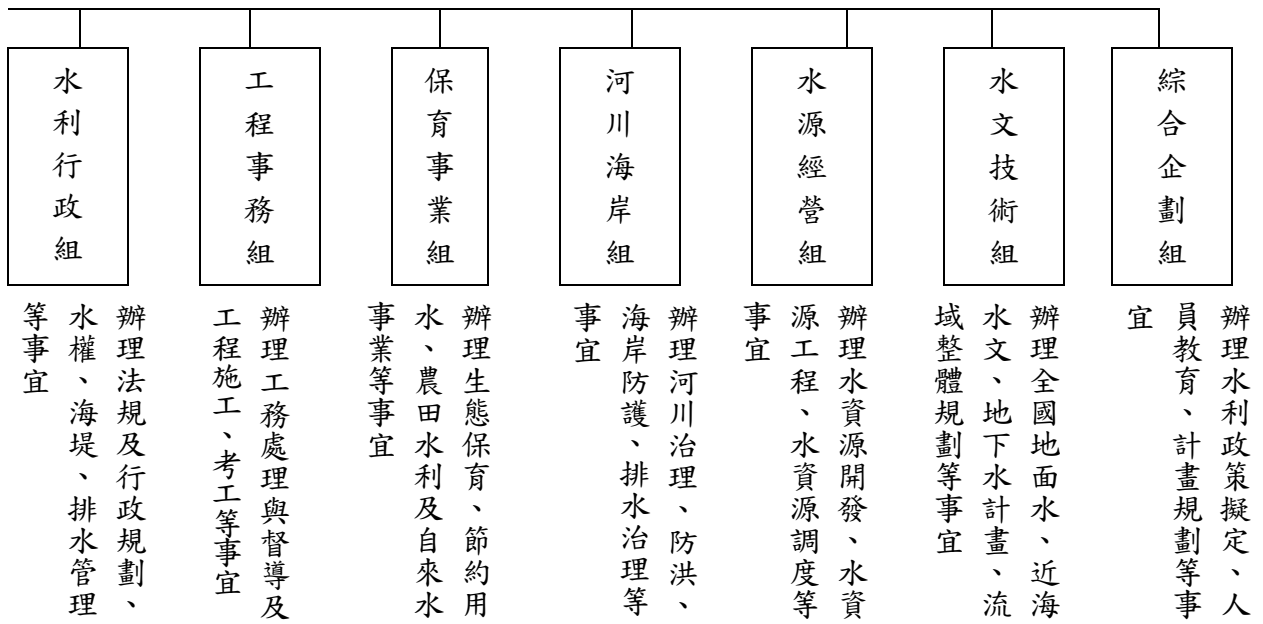 綜合企劃組
辦理水利政策擬定、人
員教育、計畫規劃等事
宜
水文技術組
辦理全國地面水、近海
水文、地下水計畫、流
域整體規劃等事宜
水源經營組
辦理水資源開發、水資
源工程、水資源調度等
事宜
河川海岸組
辦理河川治理、防洪、
海岸防護、排水治理等
事宜
保育事業組
辦理生態保育、節約用
水、農田水利及自來水
事業等事宜
工程事務組
辦理工務處理與督導及
工程施工、考工等事宜
水利行政組
辦理法規及行政規劃、
水權、海堤、排水管理
等事宜